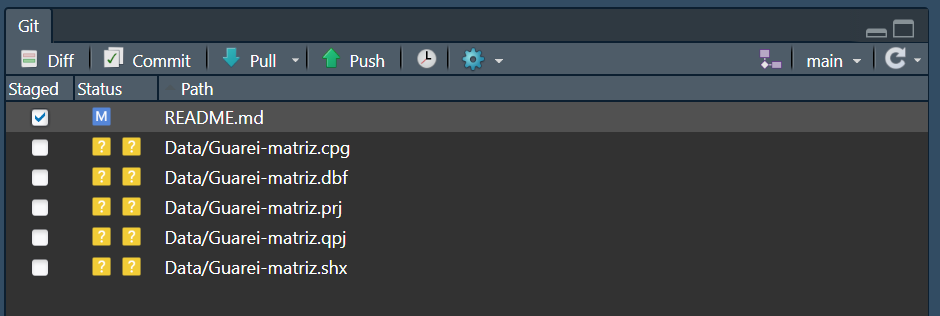 Git
Diff Commit Pull Push main
Staged Status Path
M README.md
? ? Data/Guarei-matriz.cpg
? ? Data/Guarei-matriz.dbf
? ? Data/Guarei-matriz.prj
? ? Data/Guarei-matriz.qpj
? ? Data/Guarei-matriz.shx